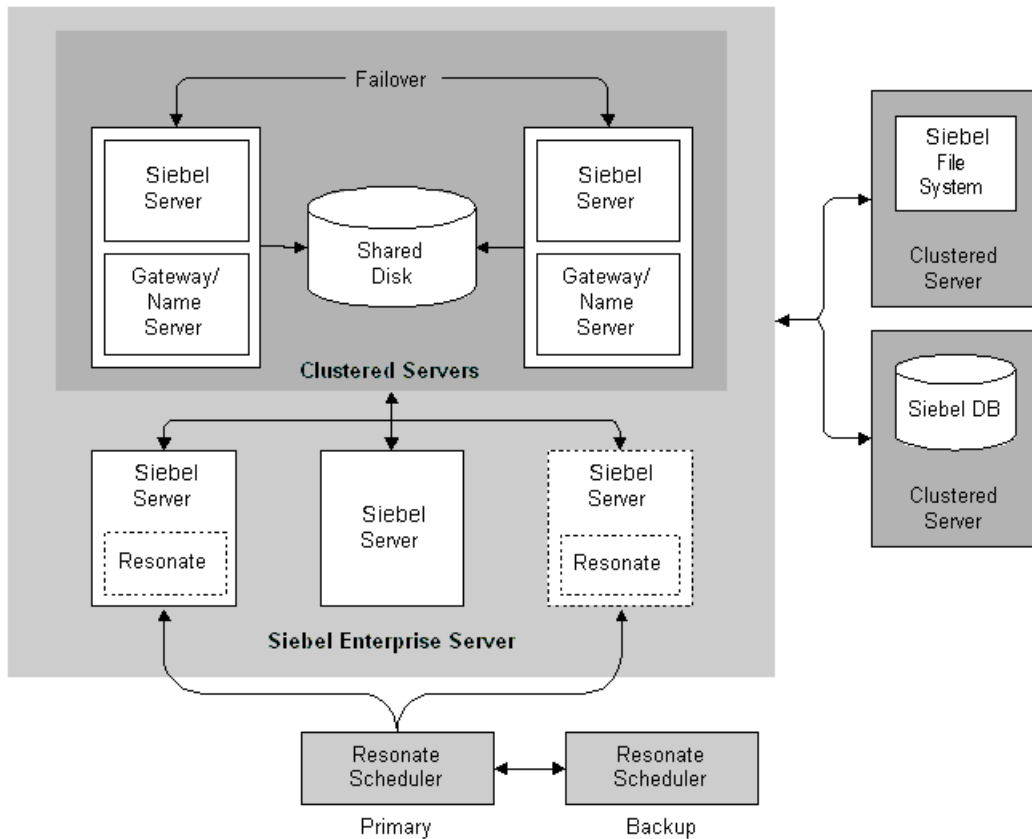 Failover
Siebel
Server
Gateway/
Name
Server
Shared
Disk
Siebel
Server
Gateway/
Name
Server
Clustered Servers
Siebel
Server
Resonate
Siebel
Server
Siebel
Server
Resonate
Siebel Enterprise Server
Siebel
File
System
Clustered
Server
Siebel DB
Clustered
Server
Resonate
Scheduler
Primary
Resonate
Scheduler
Backup